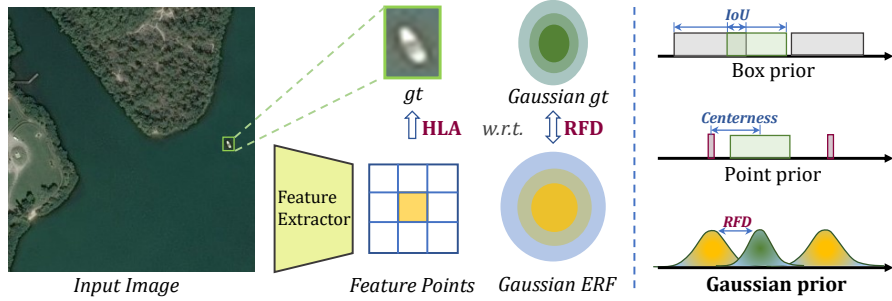 gt
Gaussian gt
HLA
w.r.t.
RFD
Feature
Extractor
Input Image
Feature Points
Gaussian ERF
IoU
Box prior
Centerness
Point prior
RFD
Gaussian prior